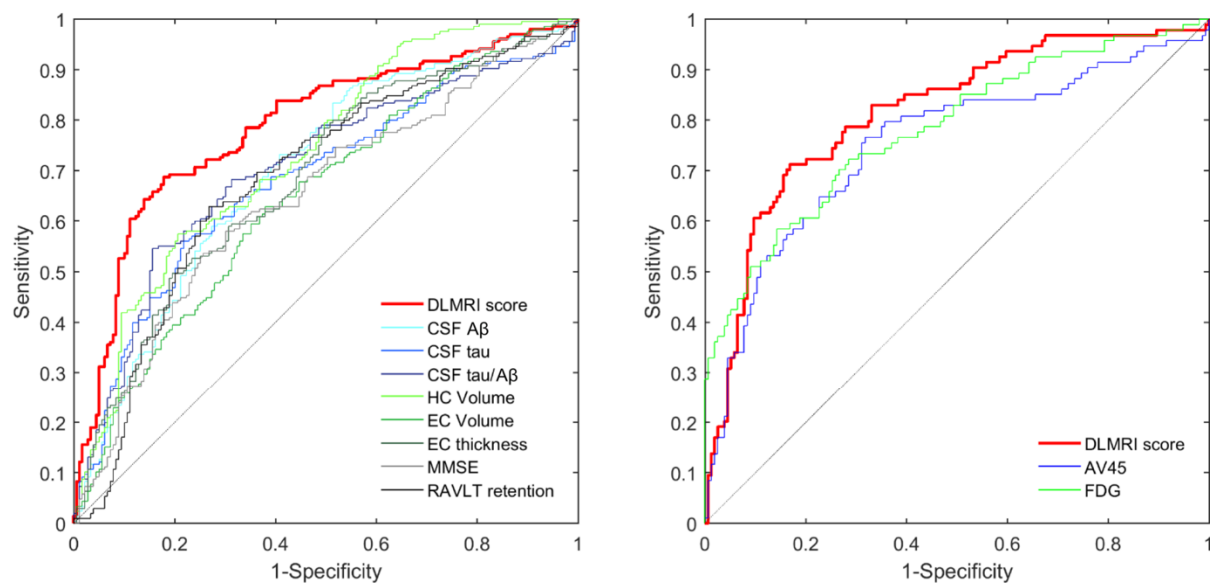 1
0.9
0.8
0.7
0.6
0.5
0.4
0.3
0.2
0.1
0
Sensitivity
DLMRI score
CSF Aβ
CSF tau
CSF tau/Aβ
HC Volume
EC Volume
EC thickness
MMSE
RAVLT retention
0 0.2 0.4 0.6 0.8 1
1-Specificity
1
0.9
0.8
0.7
0.6
0.5
0.4
0.3
0.2
0.1
0
Sensitivity
DLMRI score
AV45
FDG
0 0.2 0.4 0.6 0.8 1
1-Specificity